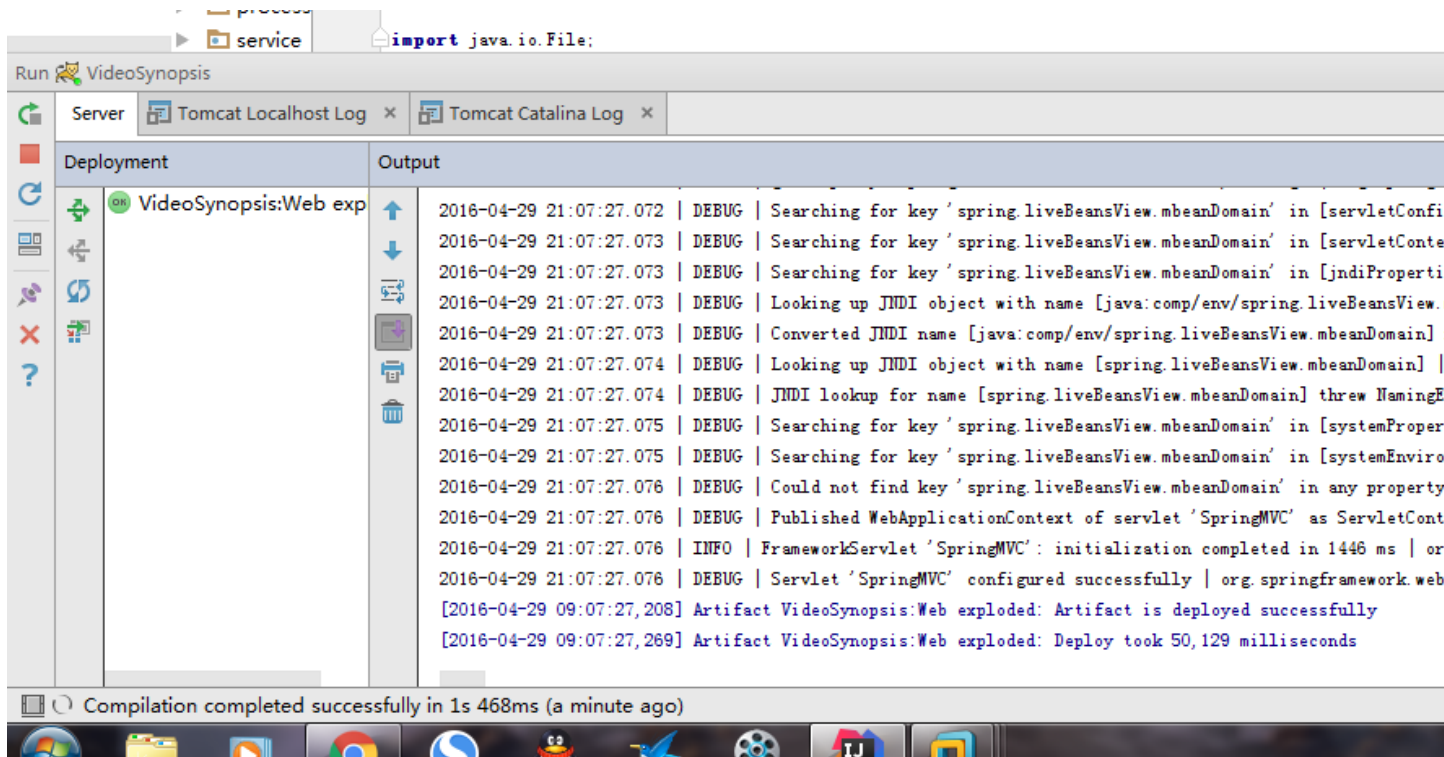 process
service
import java.io.File;
Run VideoSynopsis
Server Tomcat Localhost Log Tomcat Catalina Log
Deployment Output
VideoSynopsis:Web exp
2016-04-29 21:07:27.072 | DEBUG | Searching for key 'spring.liveBeansView.mbeanDomain' in [servletConfi
2016-04-29 21:07:27.073 | DEBUG | Searching for key 'spring.liveBeansView.mbeanDomain' in [servletConte
2016-04-29 21:07:27.073 | DEBUG | Searching for key 'spring.liveBeansView.mbeanDomain' in [jndiProperti
2016-04-29 21:07:27.073 | DEBUG | Looking up JNDI object with name [java:comp/env/spring.liveBeansView.
2016-04-29 21:07:27.073 | DEBUG | Converted JNDI name [java:comp/env/spring.liveBeansView.mbeanDomain]
2016-04-29 21:07:27.074 | DEBUG | Looking up JNDI object with name [spring.liveBeansView.mbeanDomain] |
2016-04-29 21:07:27.074 | DEBUG | JNDI lookup for name [spring.liveBeansView.mbeanDomain] threw NamingE
2016-04-29 21:07:27.075 | DEBUG | Searching for key 'spring.liveBeansView.mbeanDomain' in [systemProper
2016-04-29 21:07:27.075 | DEBUG | Searching for key 'spring.liveBeansView.mbeanDomain' in [systemEnviro
2016-04-29 21:07:27.076 | DEBUG | Could not find key 'spring.liveBeansView.mbeanDomain' in any property
2016-04-29 21:07:27.076 | DEBUG | Published WebApplicationContext of servlet 'SpringMVC' as ServletCont
2016-04-29 21:07:27.076 | INFO | FrameworkServlet 'SpringMVC': initialization completed in 1446 ms | or
2016-04-29 21:07:27.076 | DEBUG | Servlet 'SpringMVC' configured successfully | org.springframework.web
[2016-04-29 09:07:27,208] Artifact VideoSynopsis:Web exploded: Artifact is deployed successfully
[2016-04-29 09:07:27,269] Artifact VideoSynopsis:Web exploded: Deploy took 50,129 milliseconds
Compilation completed successfully in 1s 468ms (a minute ago)